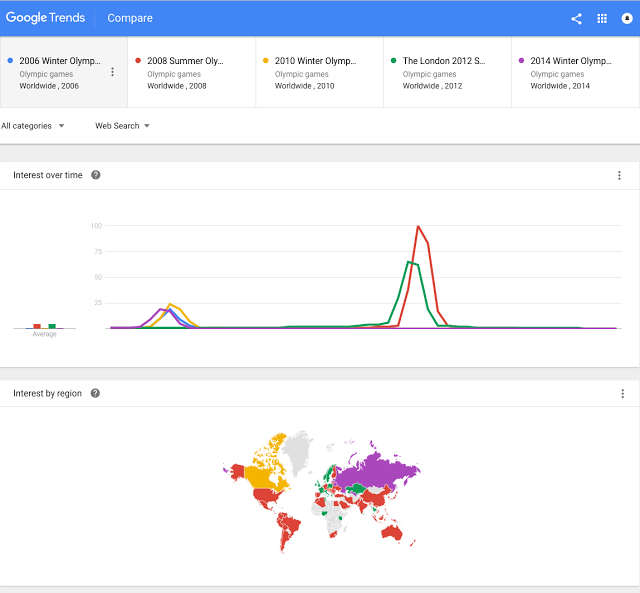 Google Trends Compare
2006 Winter Olymp...
Olympic games
Worldwide , 2006
2008 Summer Oly...
Olympic games
Worldwide , 2008
2010 Winter Olymp...
Olympic games
Worldwide , 2010
The London 2012 S...
Olympic games
Worldwide , 2012
2014 Winter Olymp...
Olympic games
Worldwide , 2014
All categories Web Search
Interest over time ?
100
75
50
25
Average
Interest by region ?